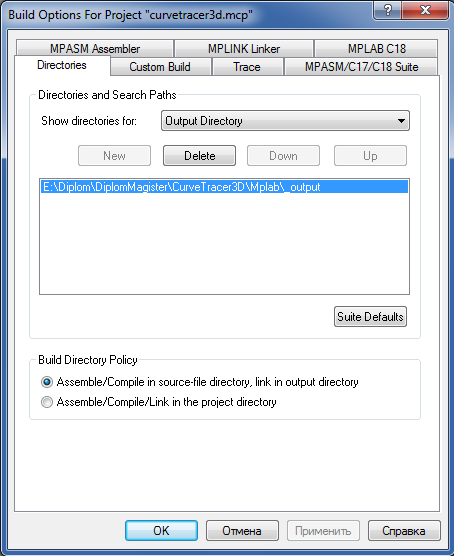 Build Options For Project "curvetracer3d.mcp"
MPASM Assembler MPLINK Linker MPLAB C18
Directories Custom Build Trace MPASM/C17/C18 Suite
Directories and Search Paths
Show directories for: Output Directory
New Delete Down Up
E:\Diplom\DiplomMagister\CurveTracer3D\Mplab\_output
Suite Defaults
Build Directory Policy
Assemble/Compile in source-file directory, link in output directory
Assemble/Compile/Link in the project directory
OK Отмена Применить Справка